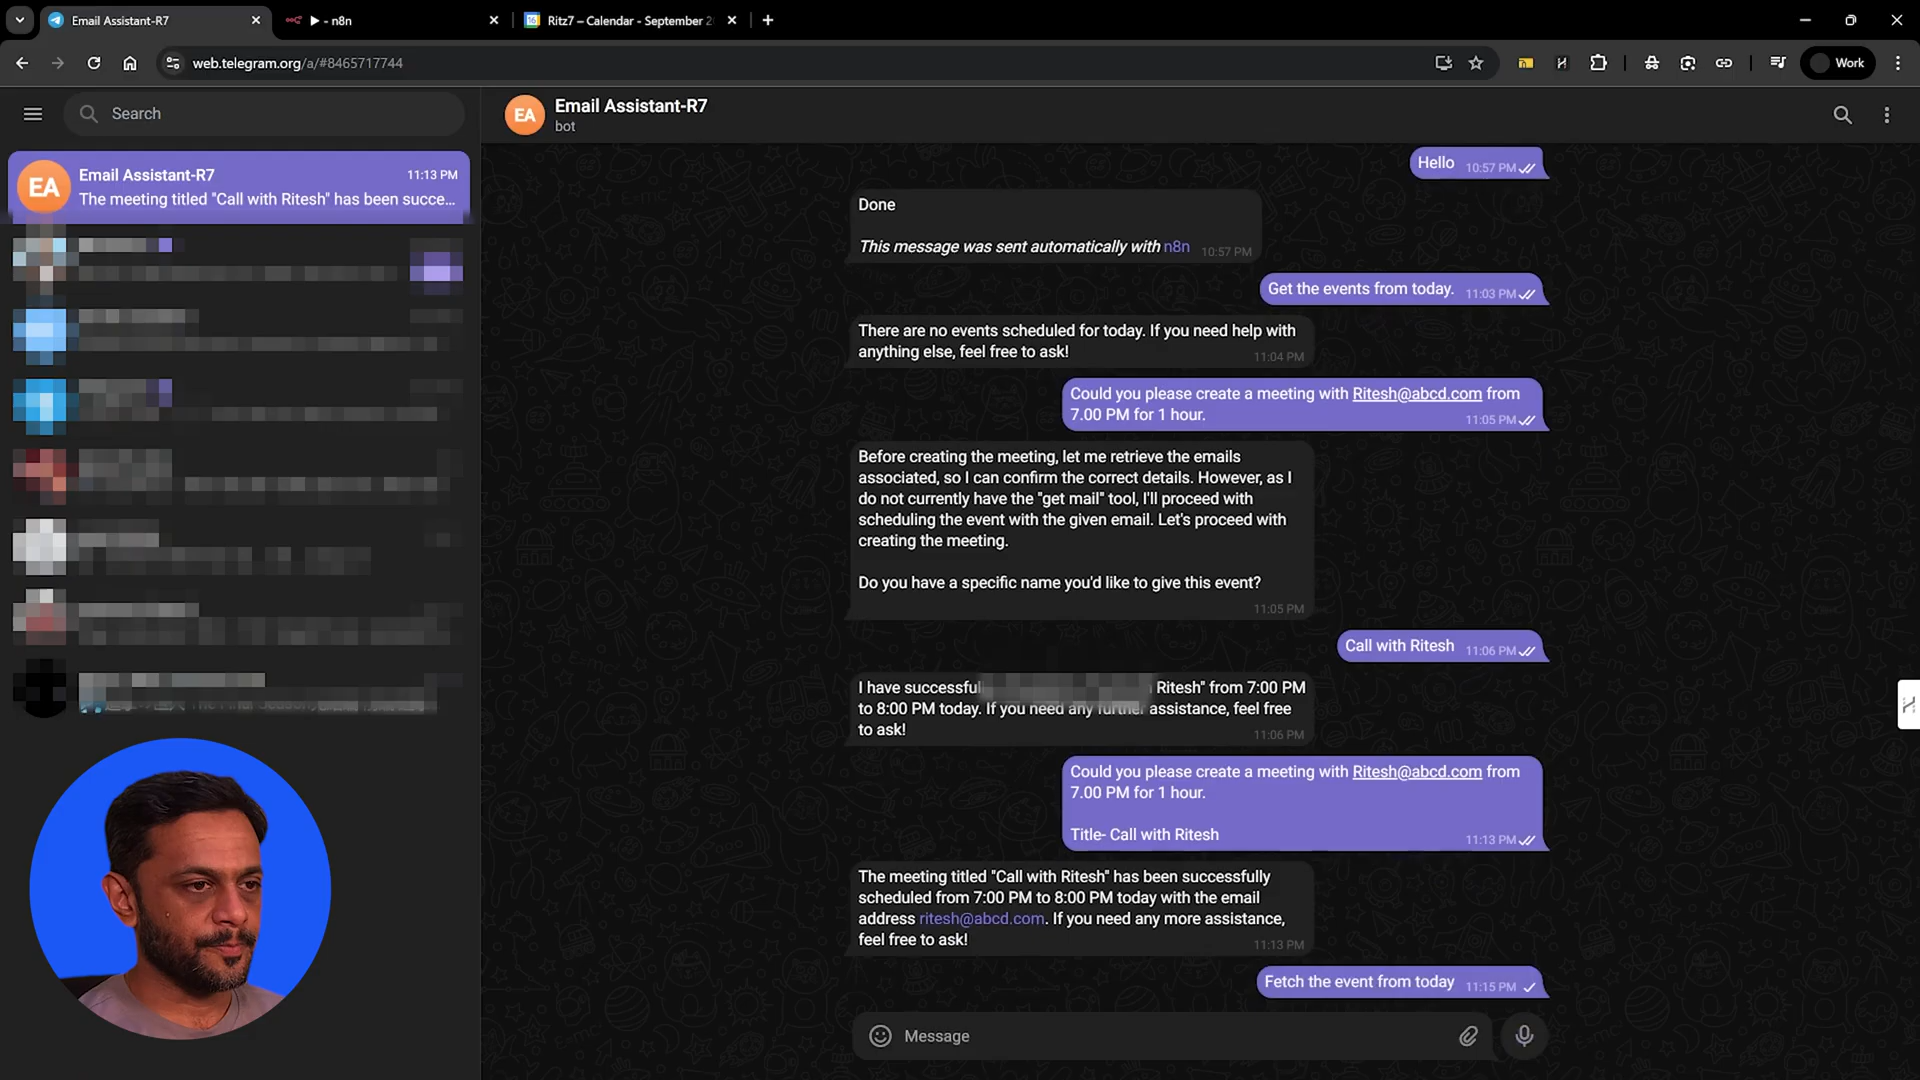 Email Assistant-R7
▶ - n8n
Ritz7 – Calendar - September 2
web.telegram.org/a/#8465717744
Work
Search
Email Assistant-R7
11:13 PM
The meeting titled "Call with Ritesh" has been succe...
EA
EA
Email Assistant-R7
bot
Hello
10:57 PM
Done
This message was sent automatically with n8n
10:57 PM
Get the events from today.
11:03 PM
There are no events scheduled for today. If you need help with
anything else, feel free to ask!
11:04 PM
Could you please create a meeting with Ritesh@abcd.com from
7.00 PM for 1 hour.
11:05 PM
Before creating the meeting, let me retrieve the emails
associated, so I can confirm the correct details. However, as I
do not currently have the "get mail" tool, I'll proceed with
scheduling the event with the given email. Let's proceed with
creating the meeting.
Do you have a specific name you'd like to give this event?
11:05 PM
Call with Ritesh
11:06 PM
I have successful Ritesh" from 7:00 PM
to 8:00 PM today. If you need any further assistance, feel free
to ask!
11:06 PM
Could you please create a meeting with Ritesh@abcd.com from
7.00 PM for 1 hour.
Title- Call with Ritesh
11:13 PM
The meeting titled "Call with Ritesh" has been successfully
scheduled from 7:00 PM to 8:00 PM today with the email
address ritesh@abcd.com. If you need any more assistance,
feel free to ask!
11:13 PM
Fetch the event from today
11:15 PM
Message